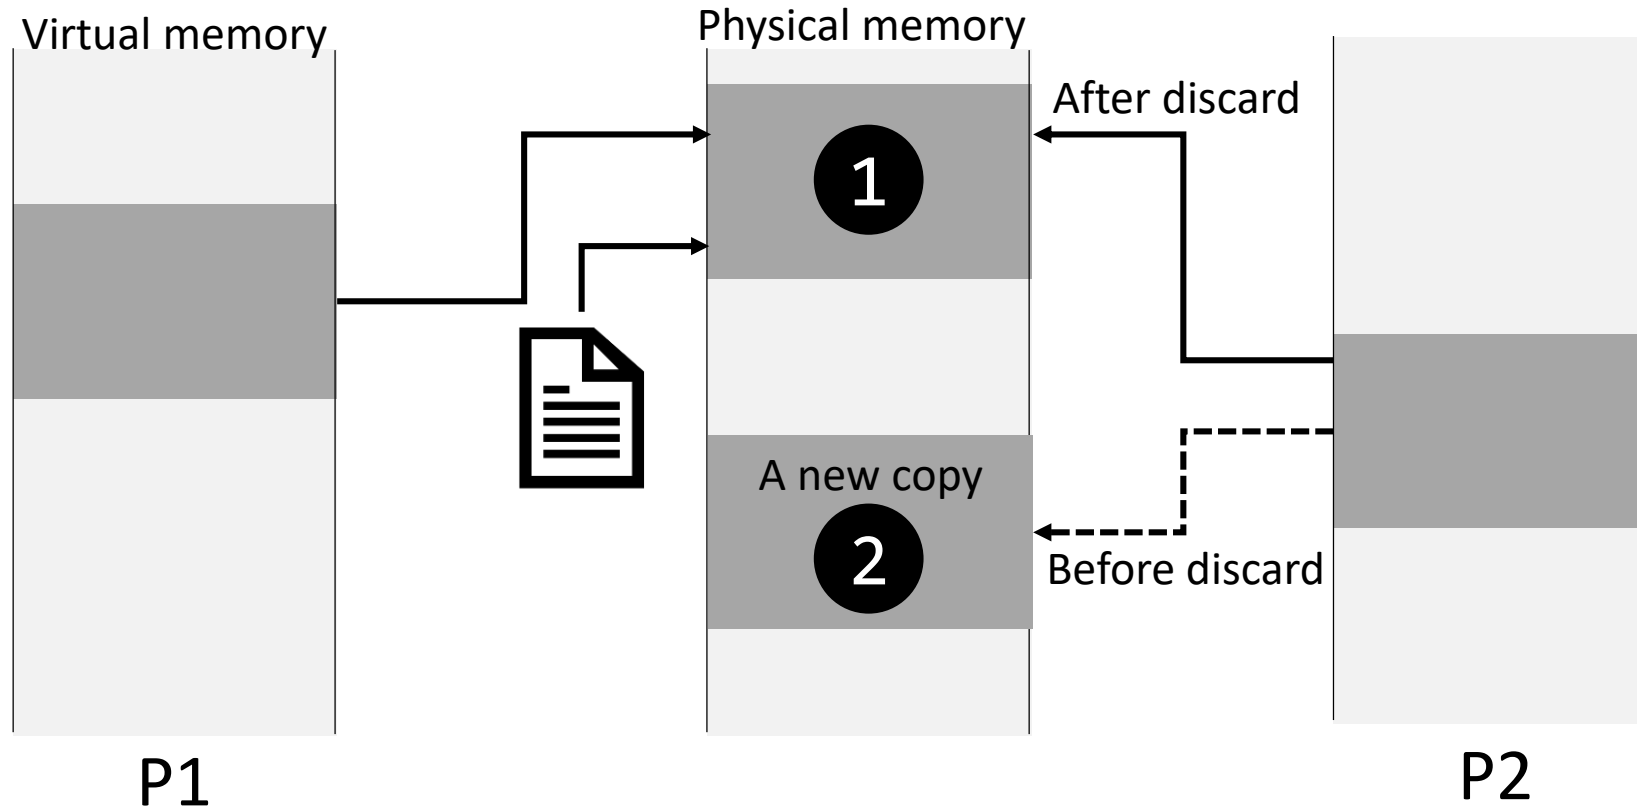 Virtual memory
Physical memory
After discard
1
A new copy
2
Before discard
P1
P2